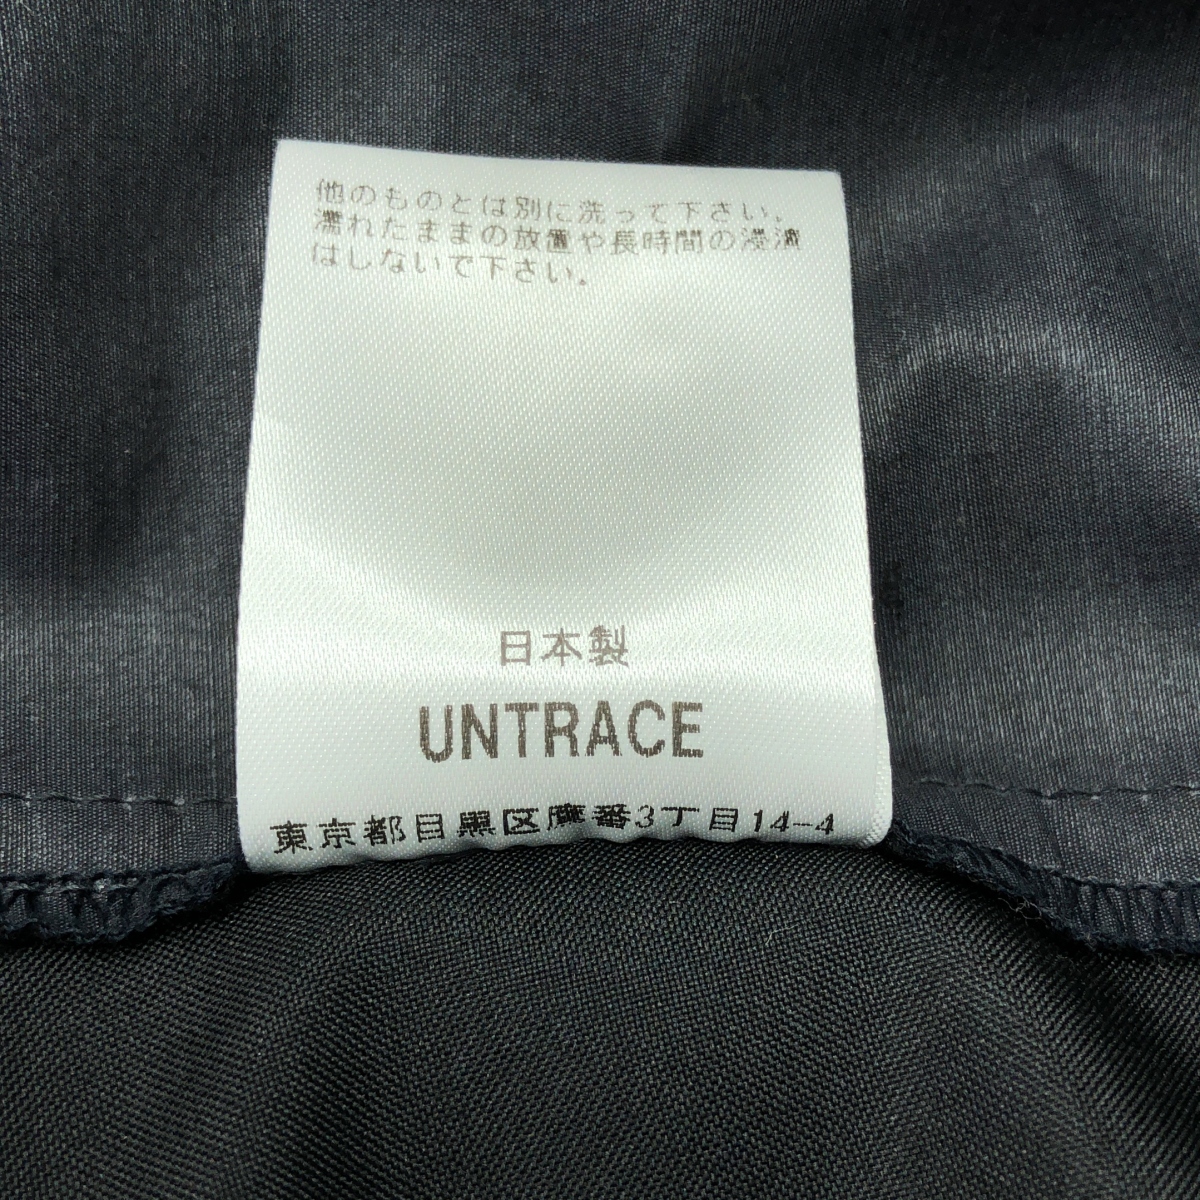 他のものとは別に洗って下さい。
濡れたままの放置や長時間の浸漬
はしないで下さい。
日本製
UNTRACE
東京都目黒区鷹番3丁目14-4